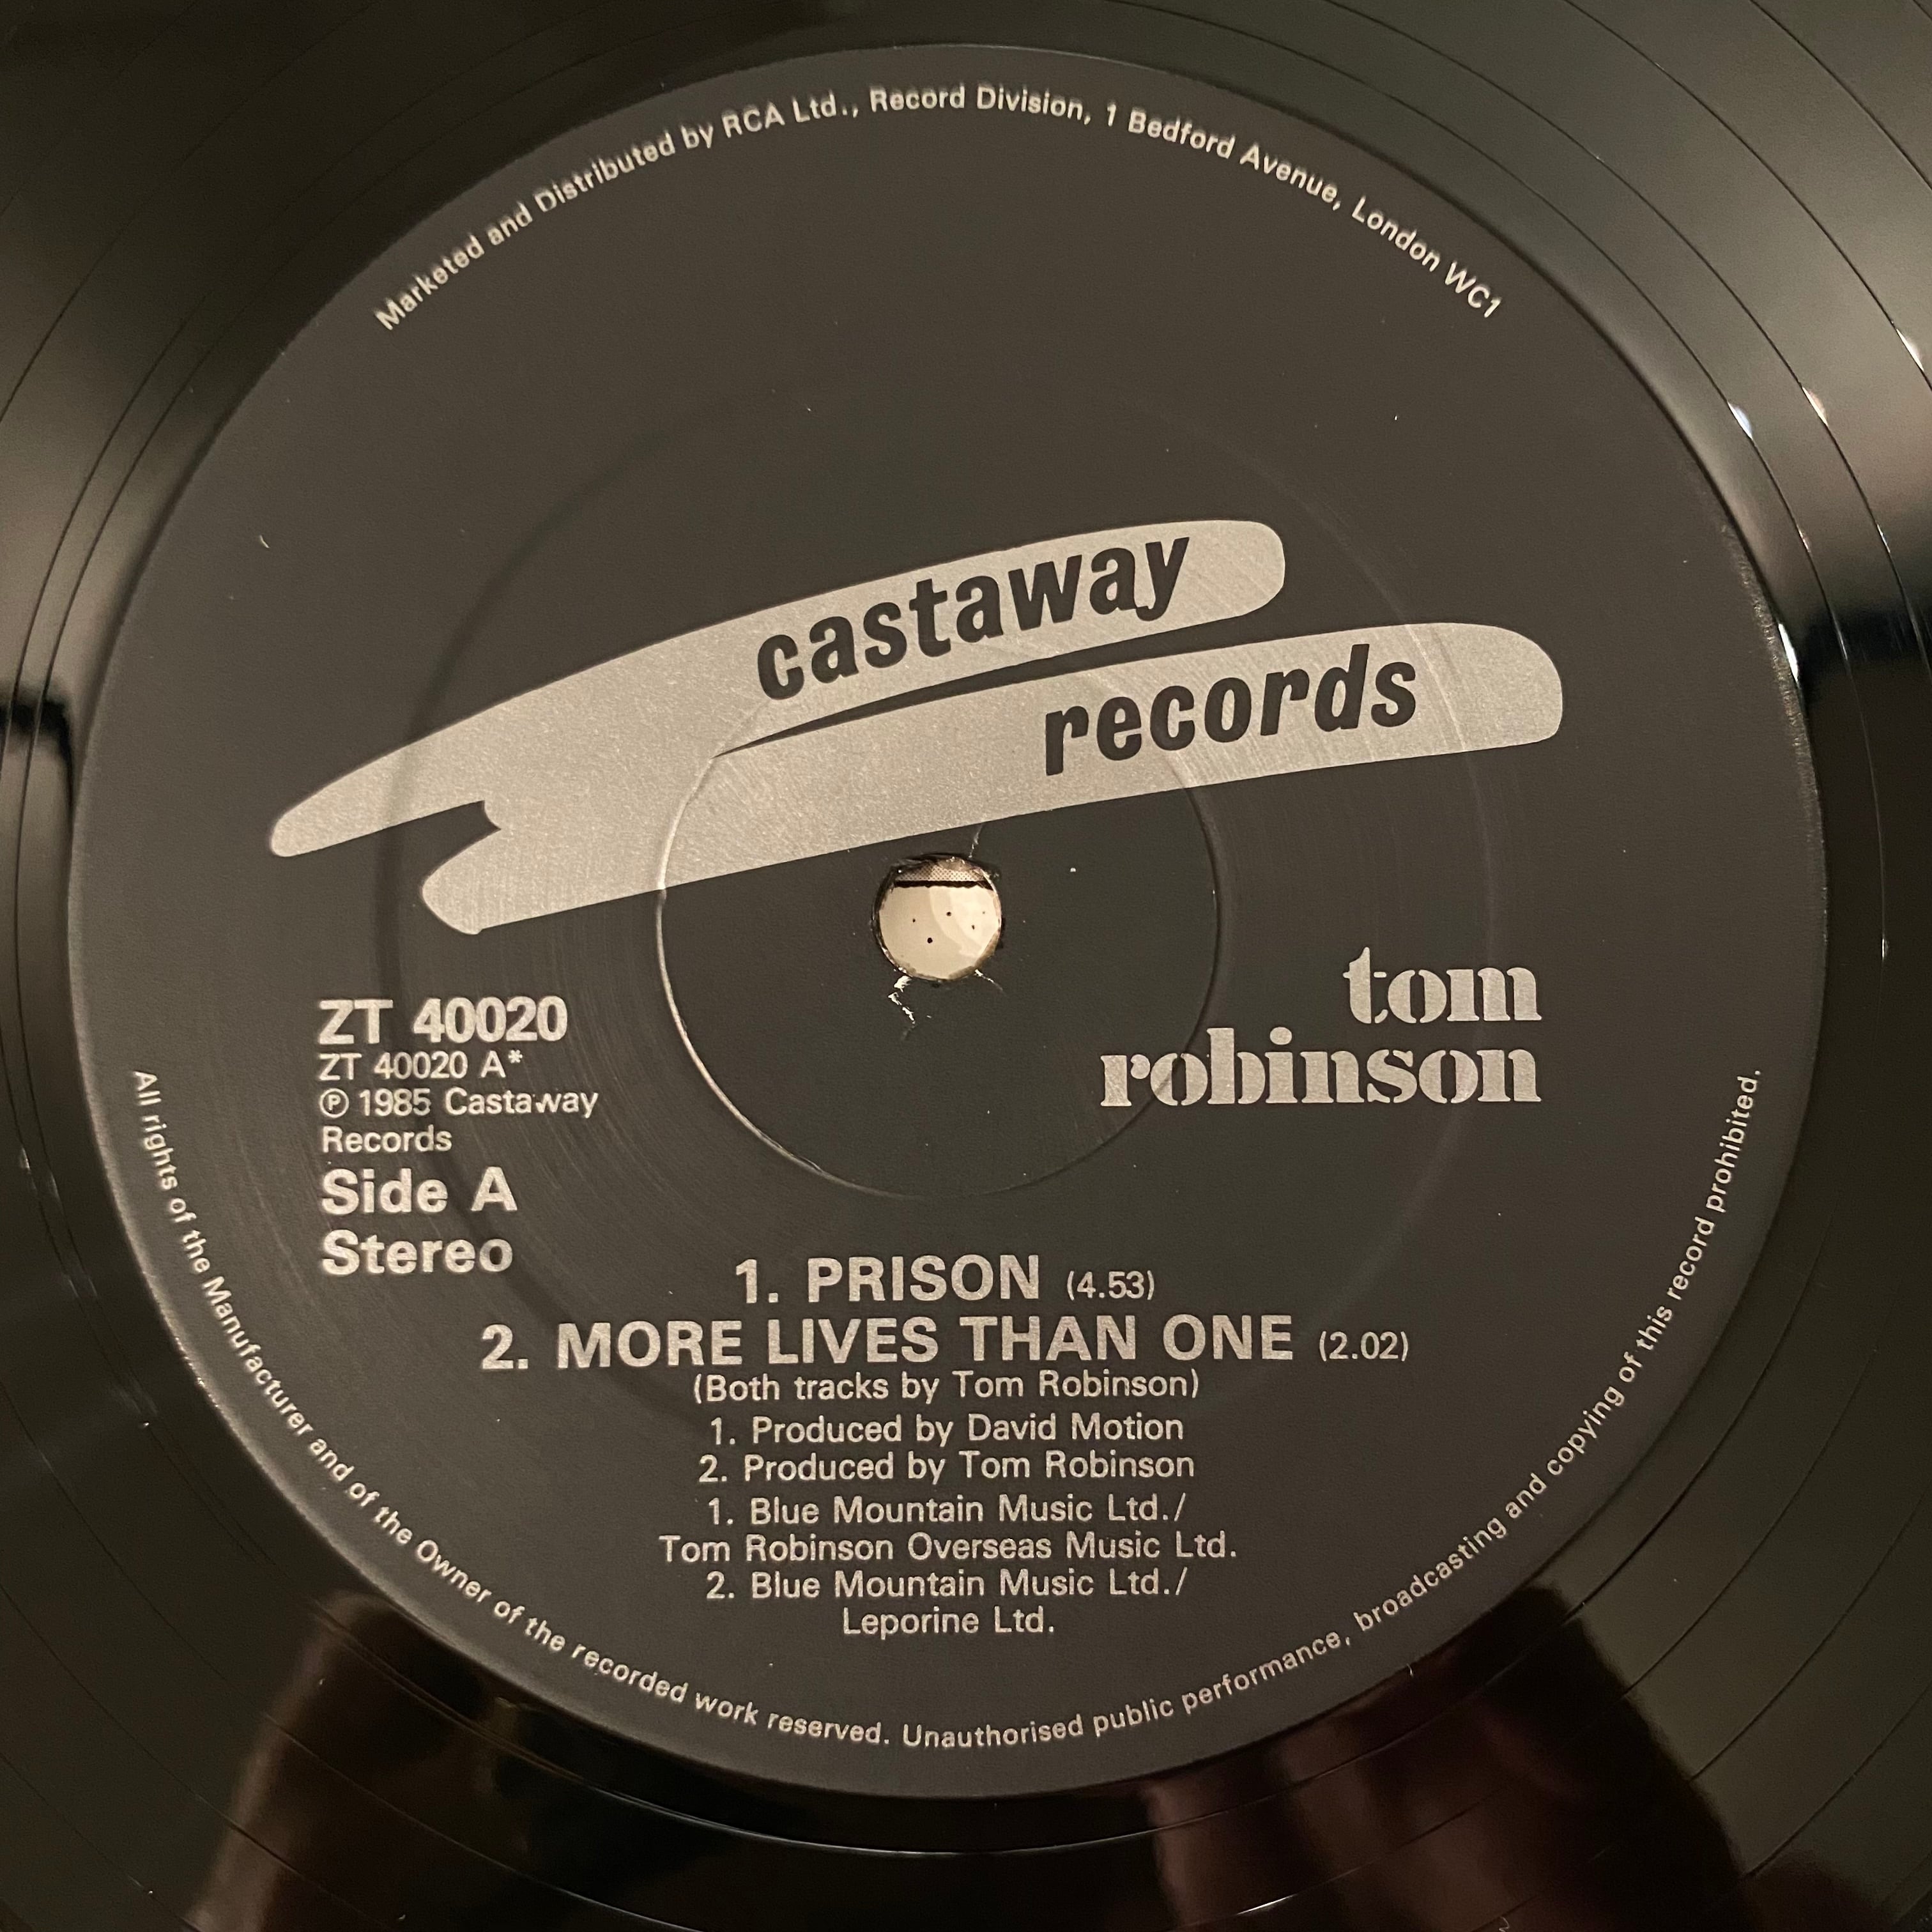 Marketed and Distributed by RCA Ltd., Record Division, 1 Bedford Avenue, London WC1
castaway
records
tom
robinson
ZT 40020
ZT 40020 A*
Ⓟ 1985 Castaway
Records
Side A
Stereo
1. PRISON (4.53)
2. MORE LIVES THAN ONE (2.02)
(Both tracks by Tom Robinson)
1. Produced by David Motion
2. Produced by Tom Robinson
1. Blue Mountain Music Ltd./
Tom Robinson Overseas Music Ltd.
2. Blue Mountain Music Ltd./
Leporine Ltd.
All rights of the Manufacturer and of the Owner of the recorded work reserved. Unauthorised public performance, broadcasting and copying of this record prohibited.